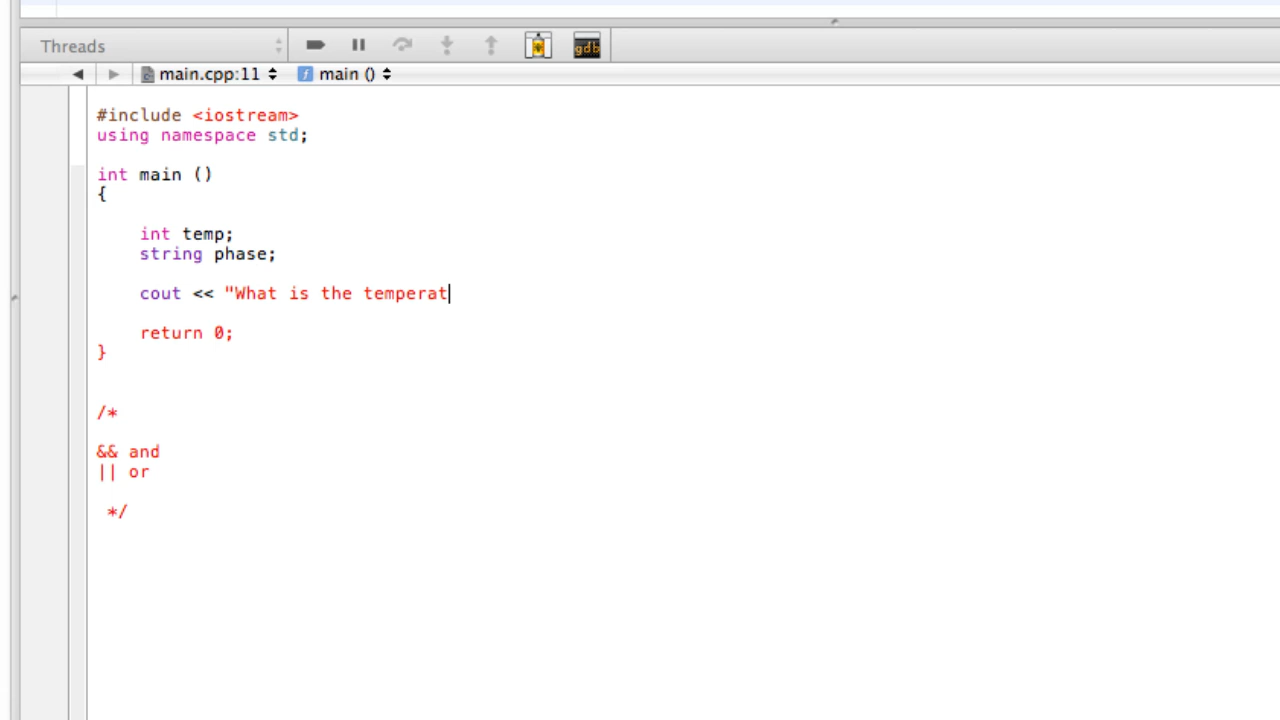 Threads
gdb
main.cpp:11 f main ()
#include <iostream>
using namespace std;
int main ()
{
int temp;
string phase;
cout << "What is the temperat
return 0;
}
/*
&& and
|| or
*/